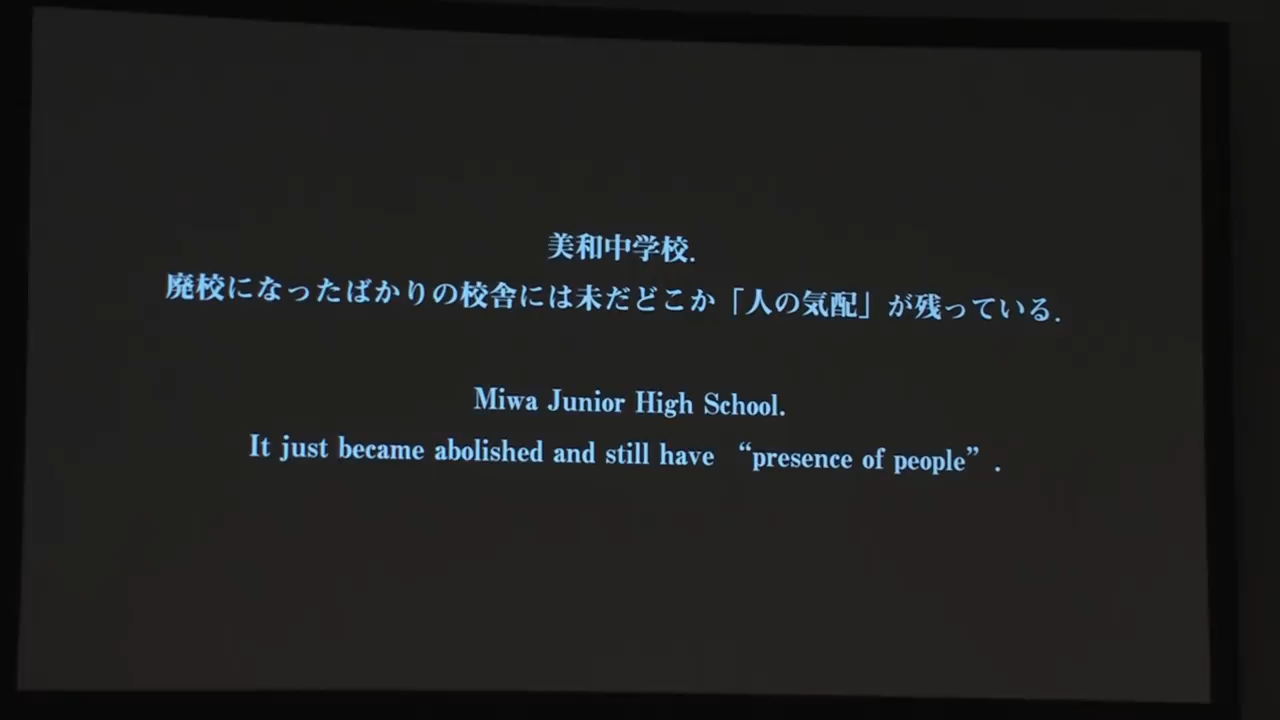 美和中学校.
廃校になったばかりの校舎には未だどこか「人の気配」が残っている.
Miwa Junior High School.
It just became abolished and still have “presence of people” .